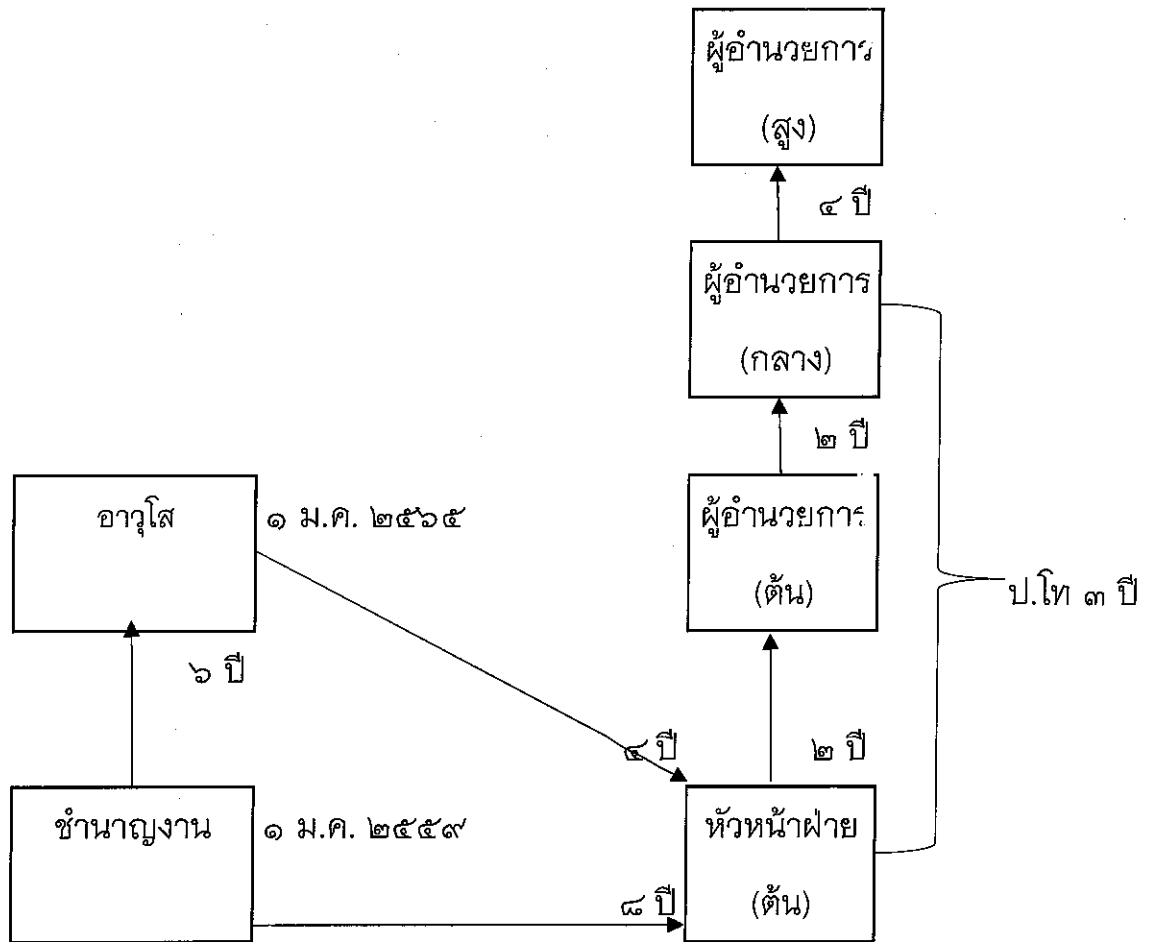 ผู้อำนวยการ
(สูง)
๔ ปี
ผู้อำนวยการ
(กลาง)
๒ ปี
อาวุโส
๑ ม.ค. ๒๕๖๕
ผู้อำนวยการ
(ต้น)
ป.โท ๓ ปี
๖ ปี
๔ ปี
๒ ปี
ชำนาญงาน
๑ ม.ค. ๒๕๕๙
หัวหน้าฝ่าย
(ต้น)
๘ ปี